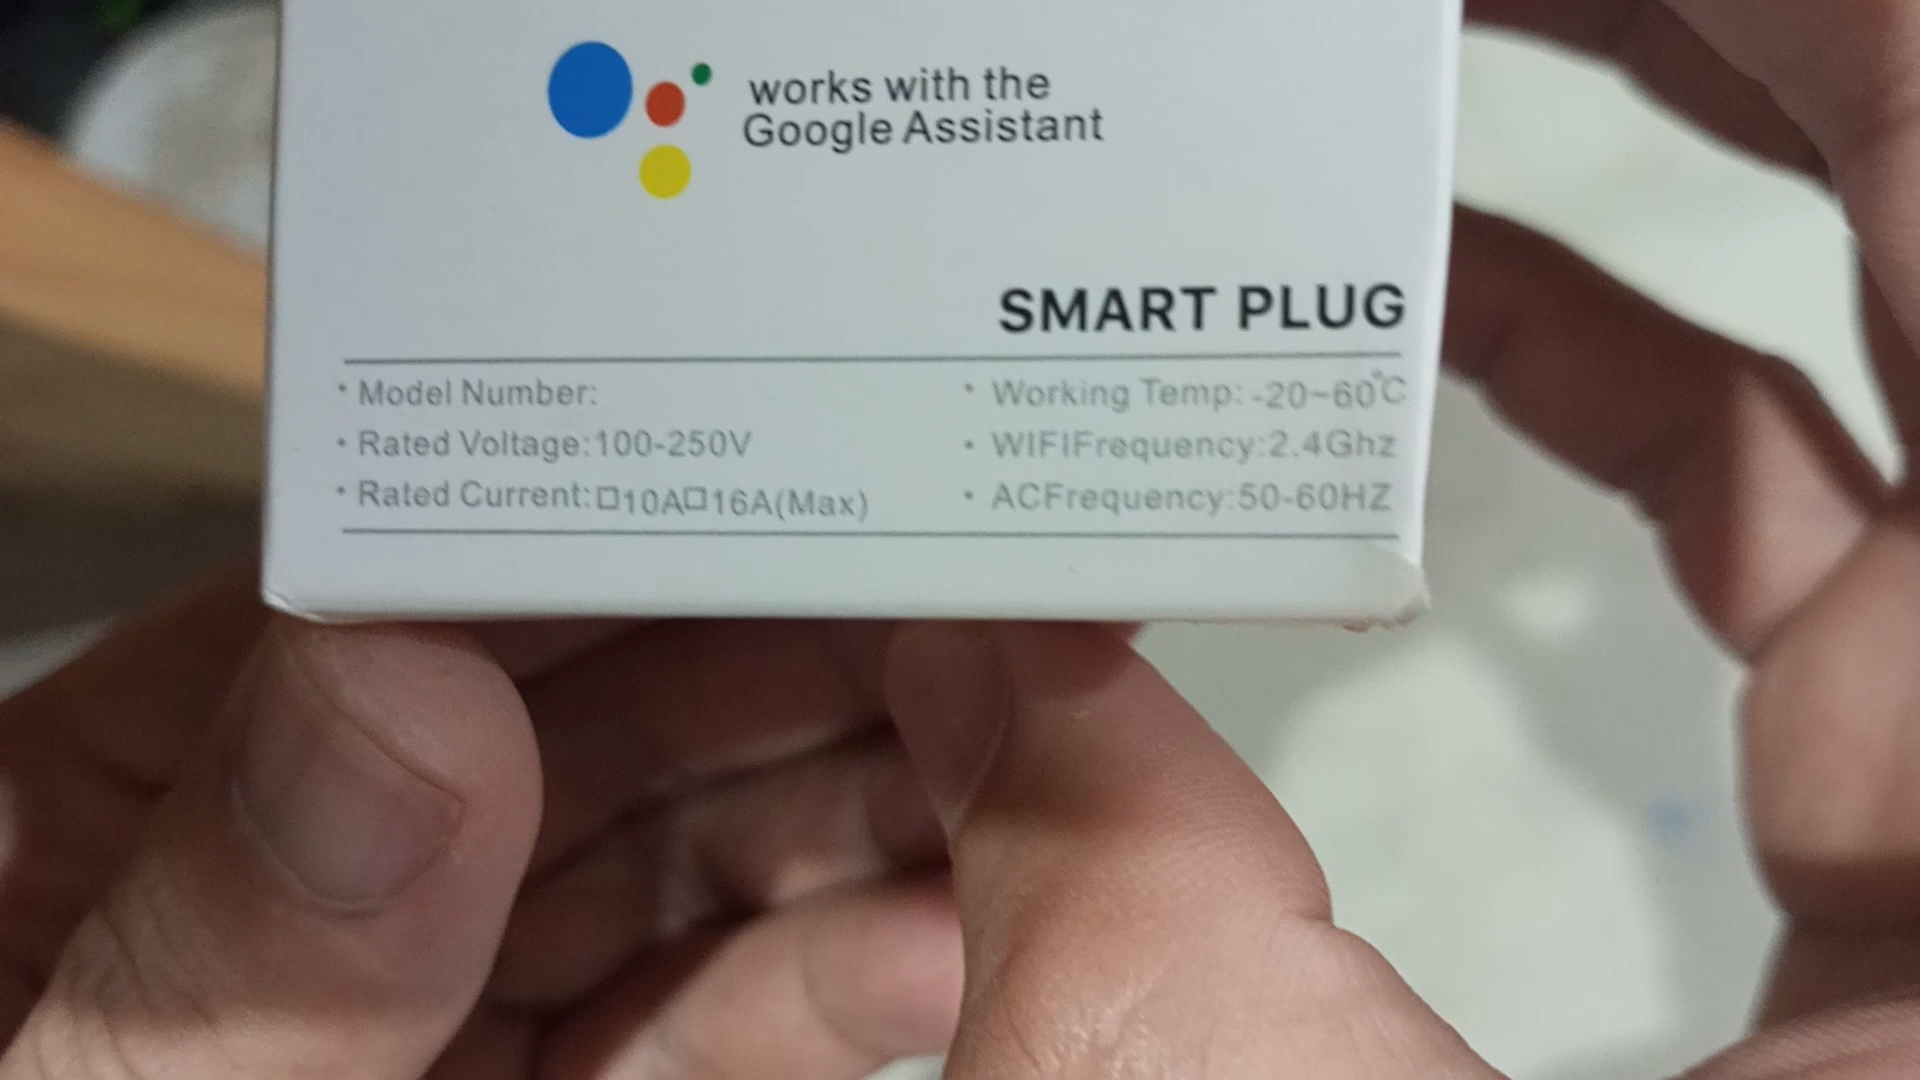 works with the
Google Assistant
SMART PLUG
• Model Number:
• Rated Voltage:100-250V
• Rated Current:□10A□16A(Max)
• Working Temp:-20~60℃
• WIFIFrequency:2.4Ghz
• ACFrequency:50-60HZ